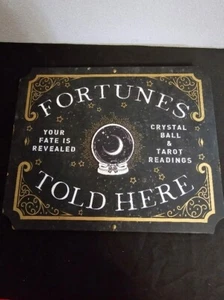 FORTUNES
YOUR
FATE IS
REVEALED
CRYSTAL
BALL
&
TAROT
READINGS
TOLD HERE